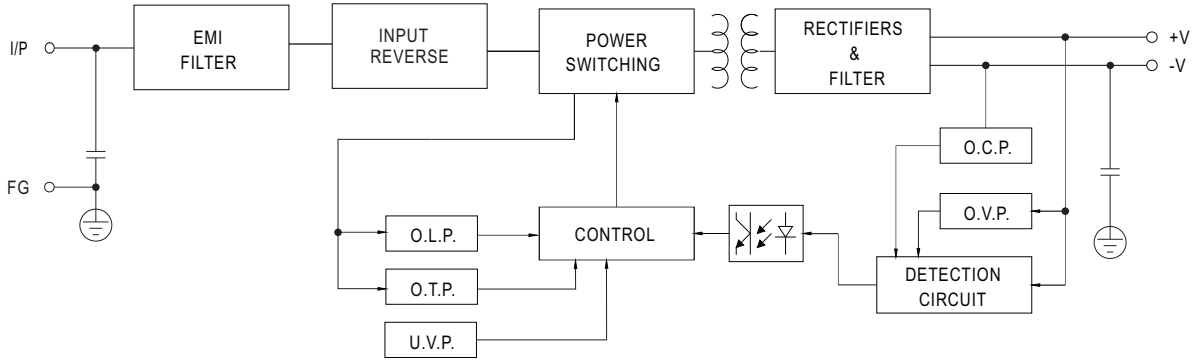 I/P
EMI
FILTER
INPUT
REVERSE
POWER
SWITCHING
RECTIFIERS
&
FILTER
+V
-V
O.C.P.
FG
O.L.P.
CONTROL
O.V.P.
O.T.P.
DETECTION
CIRCUIT
U.V.P.